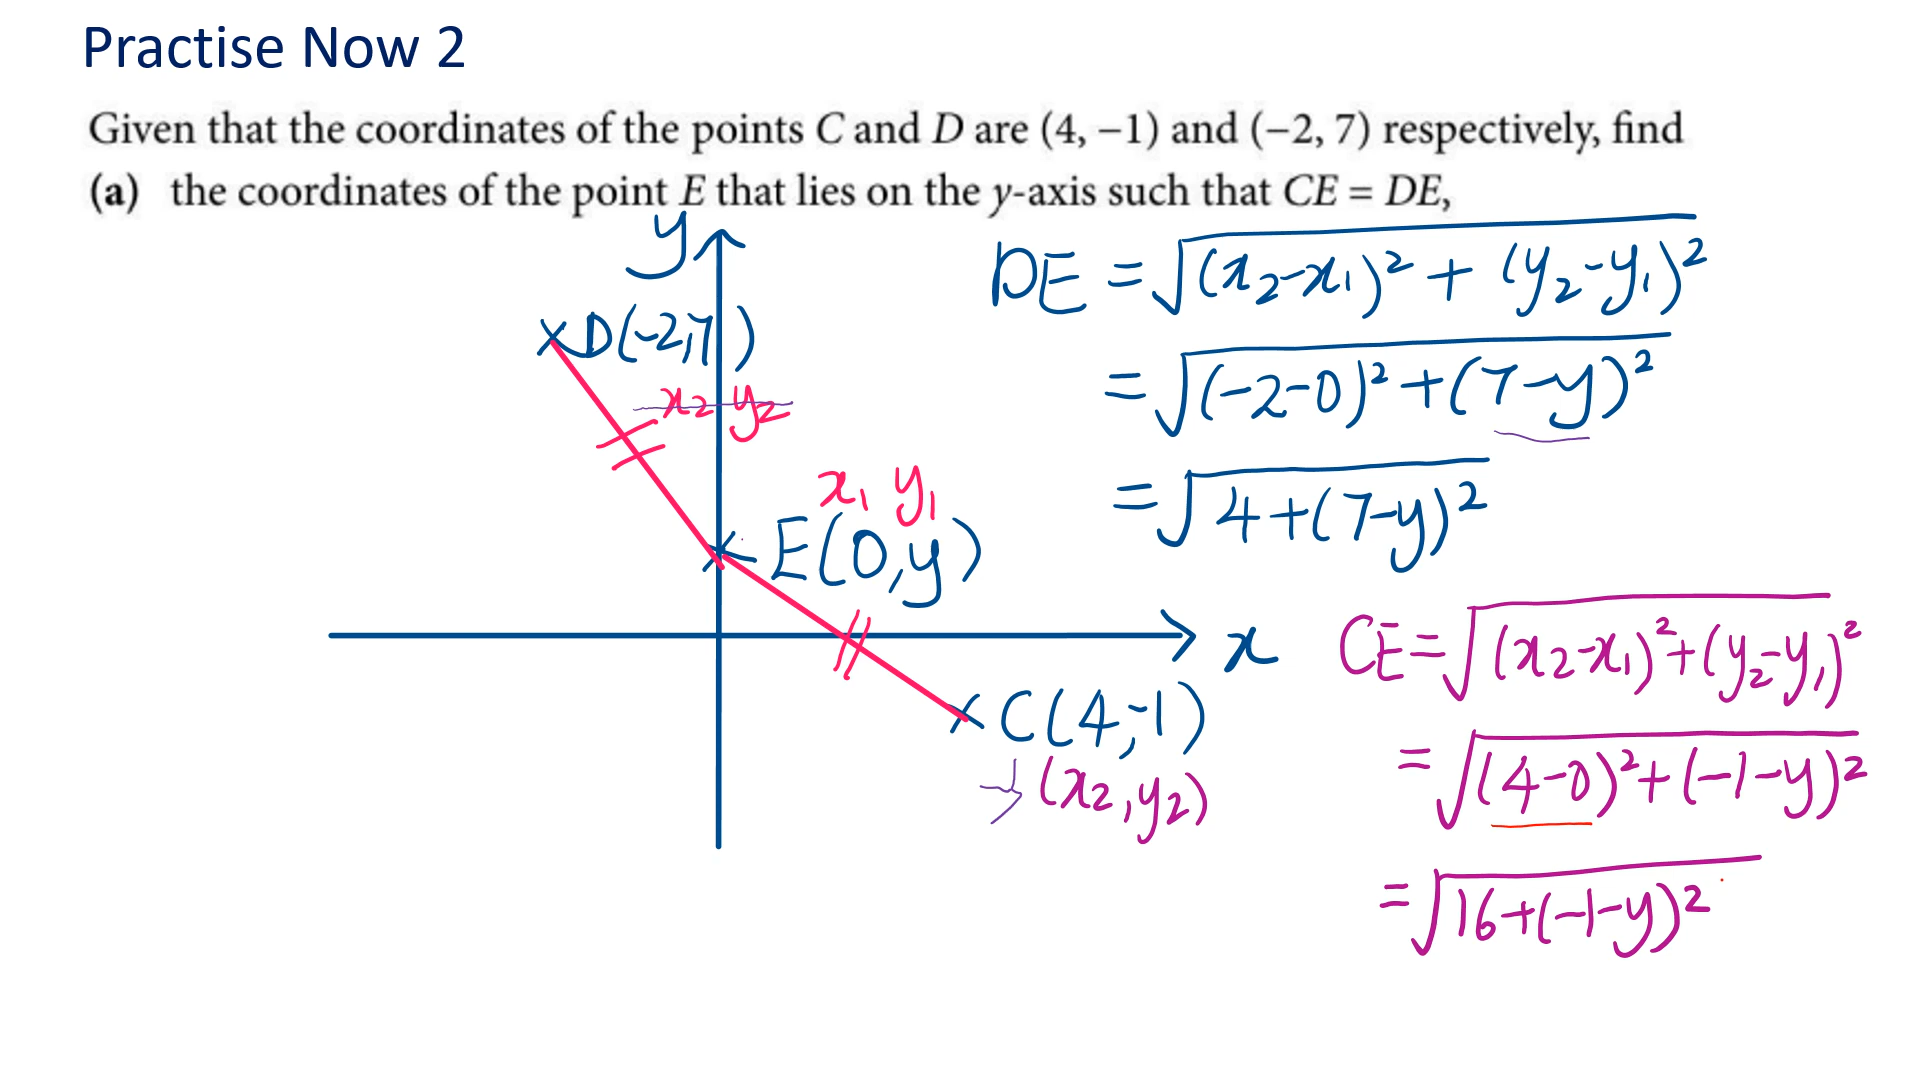 Practise Now 2
Given that the coordinates of the points C and D are (4, −1) and (−2, 7) respectively, find
(a) the coordinates of the point E that lies on the y-axis such that CE = DE,
y
D(-2,7)
x2 y2
x1 y1
E(0,y)
x
C(4,-1)
(x2,y2)
DE = √(x2-x1)² + (y2-y1)²
= √(-2-0)² + (7-y)²
= √4+(7-y)²
CE = √(x2-x1)²+(y2-y1)²
= √(4-0)²+(-1-y)²
= √16+(-1-y)²